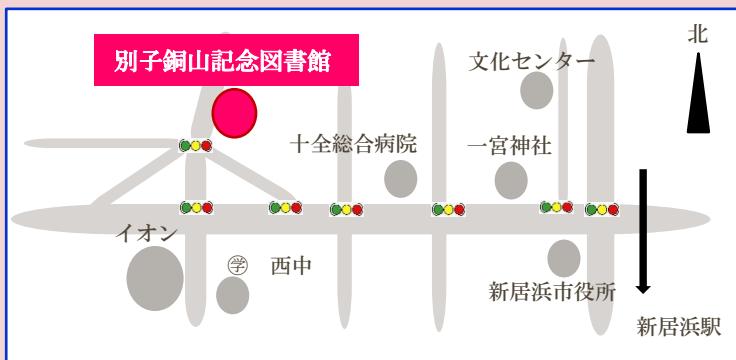 北
別子銅山記念図書館
文化センター
十全総合病院
一宮神社
イオン
学
西中
新居浜市役所
新居浜駅